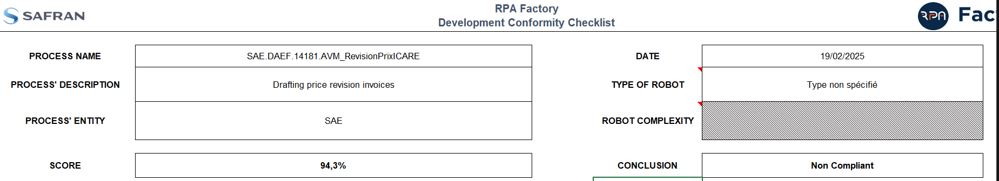 SAFRAN
RPA Factory
Development Conformity Checklist
RPA
PROCESS NAME
SAE.DAEF.14181.AVM_RevisionPrixICARE
DATE
19/02/2025
PROCESS' DESCRIPTION
Drafting price revision invoices
TYPE OF ROBOT
Type non spécifié
PROCESS' ENTITY
SAE
ROBOT COMPLEXITY
SCORE
94,3%
CONCLUSION
Non Compliant